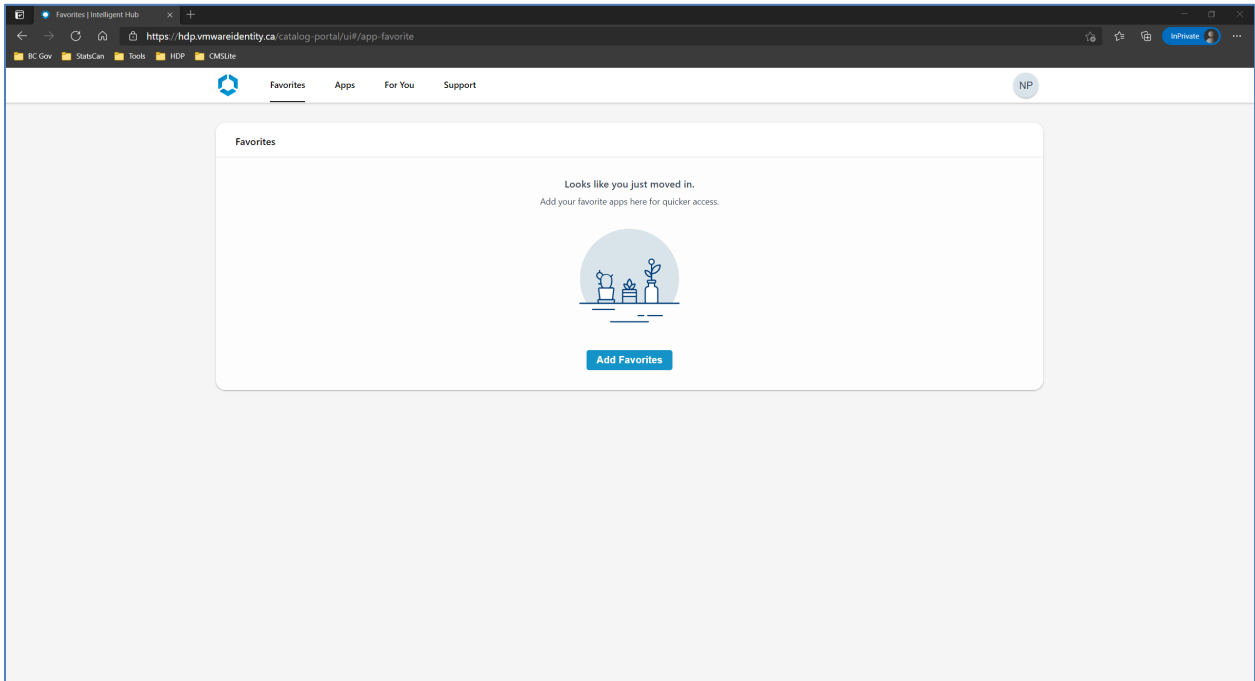 Favorites | Intelligent Hub
https://hdp.vmwareidentity.ca/catalog-portal/ui#/app-favorite
InPrivate
BC Gov StatsCan Tools HDP CMSLite
Favorites Apps For You Support NP
Favorites
Looks like you just moved in.
Add your favorite apps here for quicker access.
Add Favorites